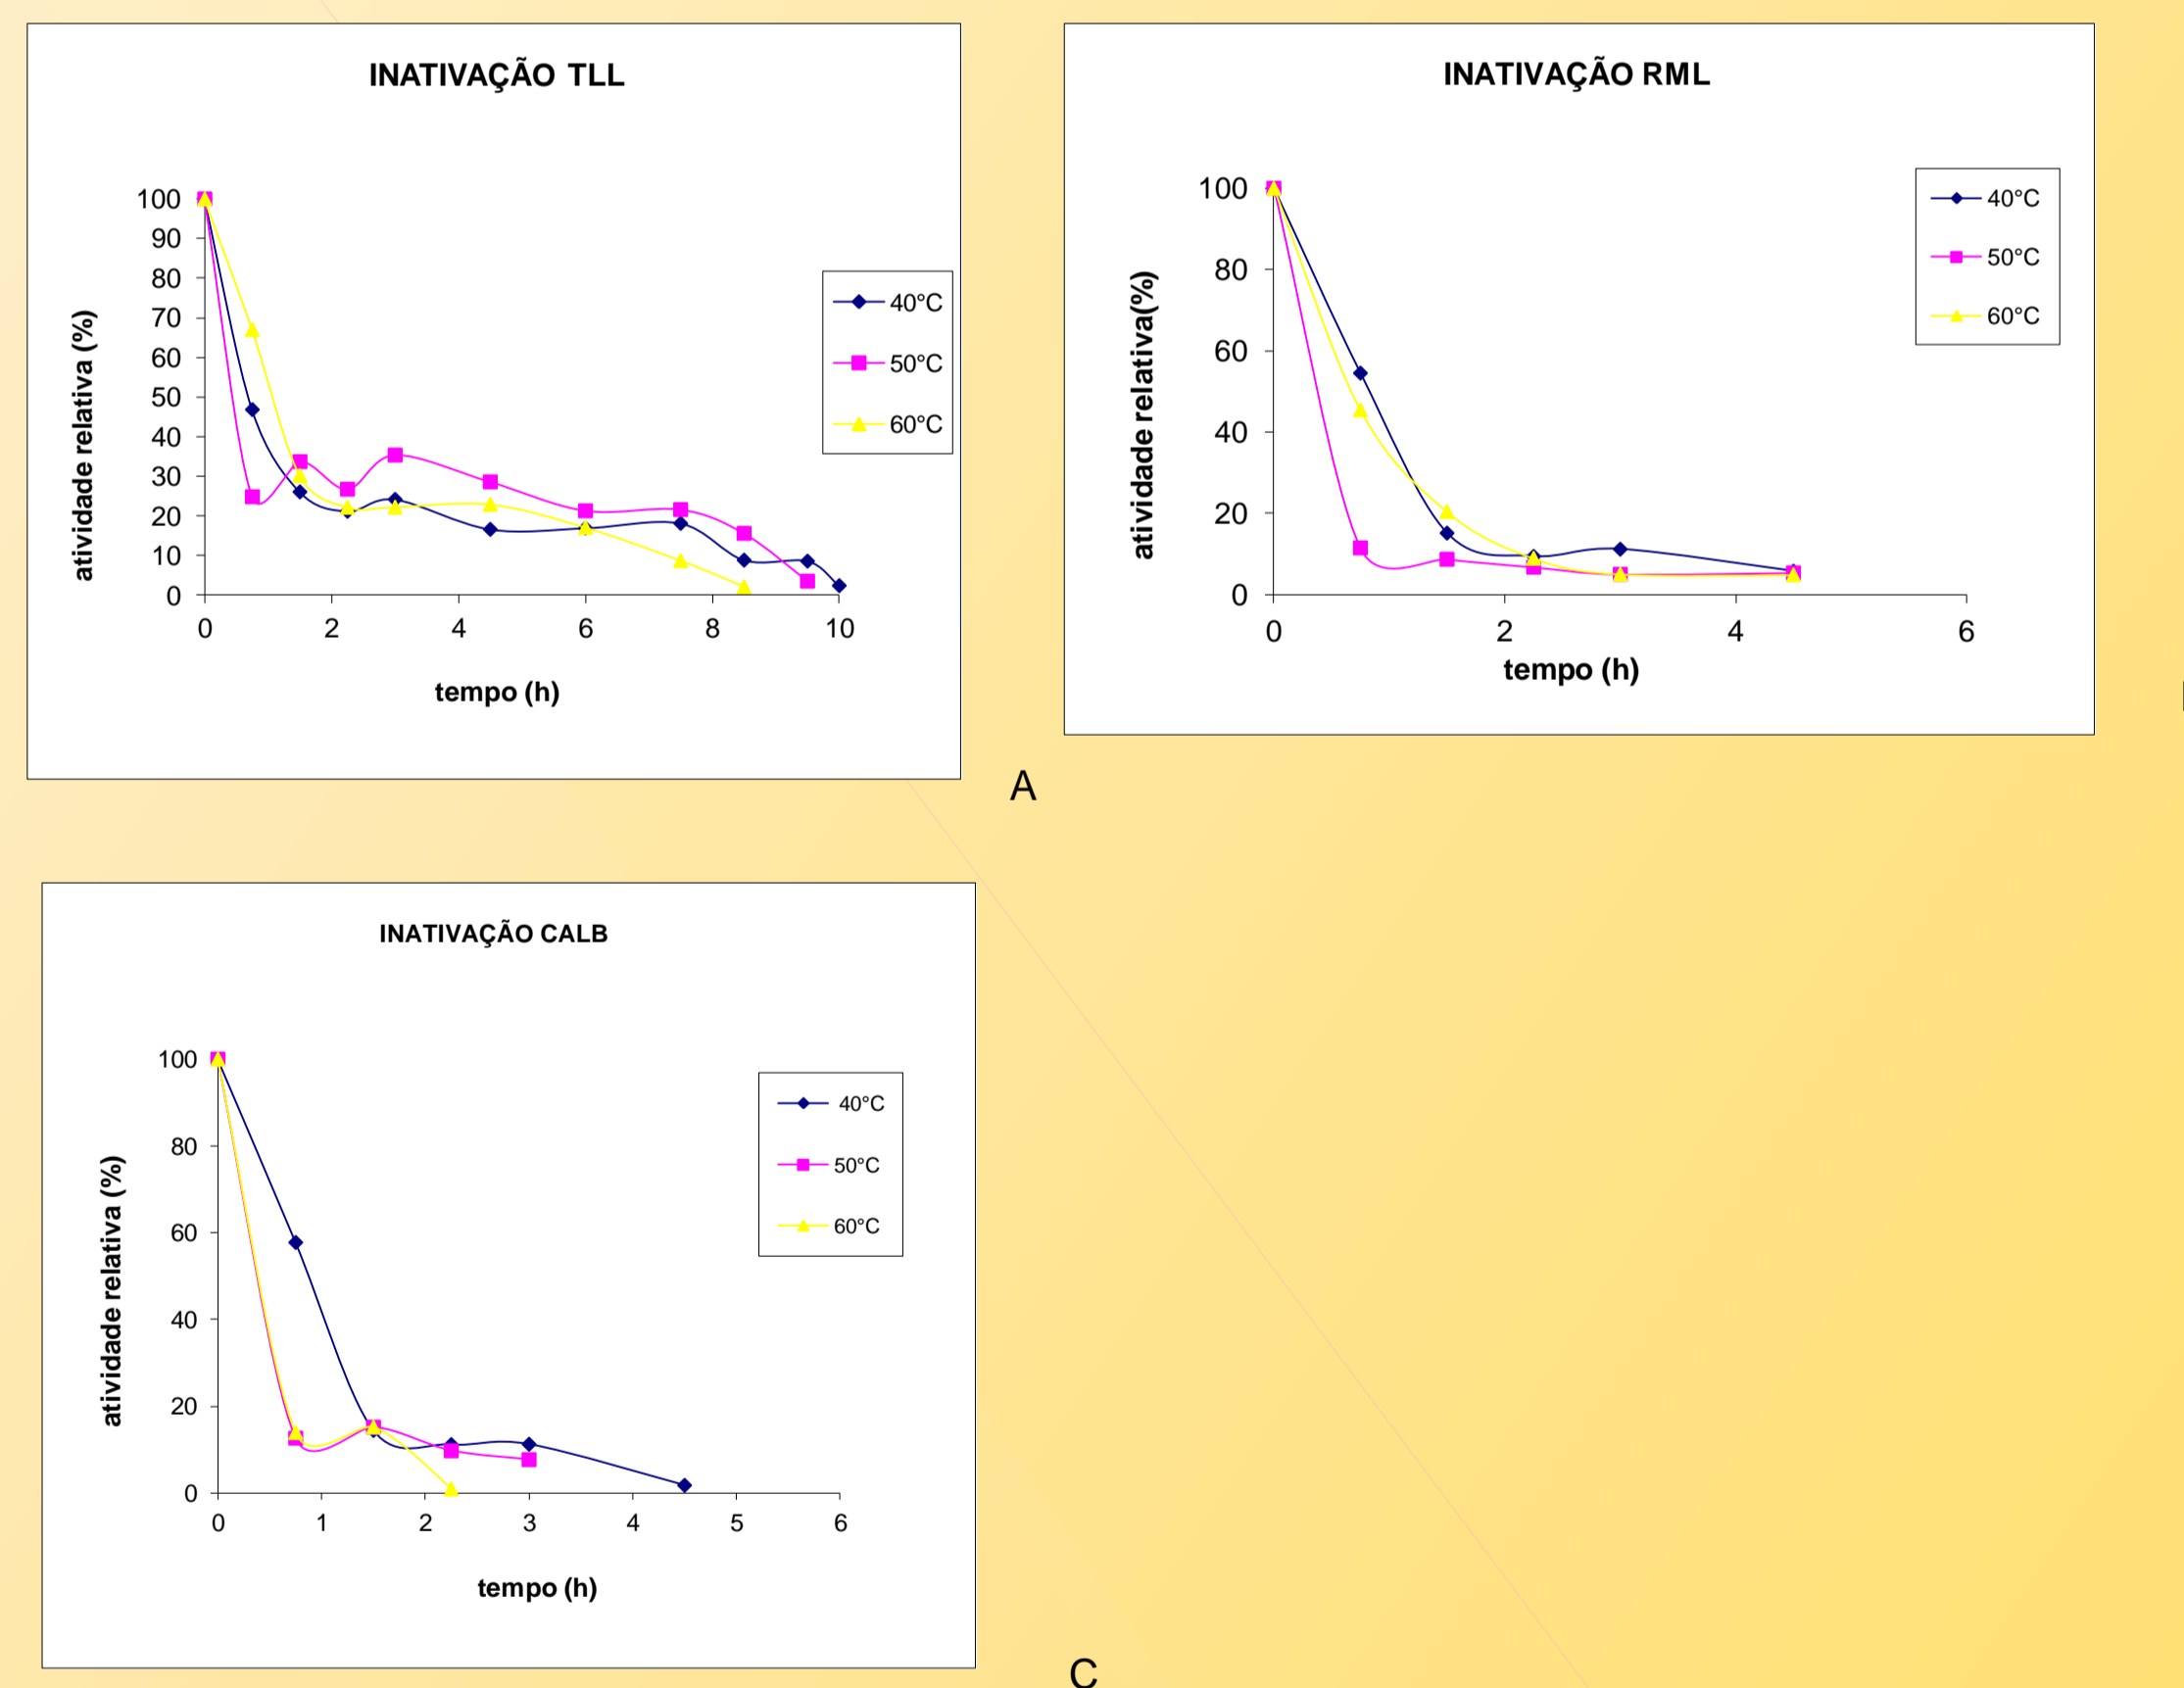 INATIVAÇÃO TLL
100
90
80
70
60
50
40
30
20
10
0
0 2 4 6 8 10
atividade relativa (%)
tempo (h)
40°C
50°C
60°C
A
INATIVAÇÃO RML
100
80
60
40
20
0
0 2 4 6
atividade relativa(%)
tempo (h)
40°C
50°C
60°C
INATIVAÇÃO CALB
100
80
60
40
20
0
0 1 2 3 4 5 6
atividade relativa (%)
tempo (h)
40°C
50°C
60°C
C